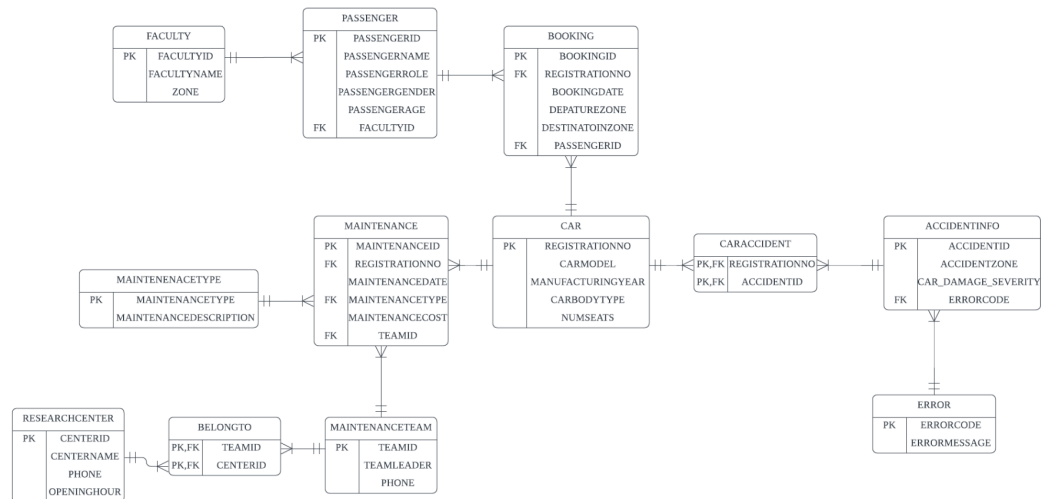 FACULTY
PK FACULTYID
FACULTYNAME
ZONE
PASSENGER
PK PASSENGERID
PASSENGERNAME
PASSENGERROLE
PASSENGERGENDER
PASSENGERAGE
FK FACULTYID
BOOKING
PK BOOKINGID
FK REGISTRATIONNO
BOOKINGDATE
DEPATUREZONE
DESTINATOINZONE
FK PASSENGERID
MAINTENENACETYPE
PK MAINTENANCETYPE
MAINTENANCEDESCRIPTION
MAINTENANCE
PK MAINTENANCEID
FK REGISTRATIONNO
MAINTENANCEDATE
FK MAINTENANCETYPE
MAINTENANCECOST
FK TEAMID
CAR
PK REGISTRATIONNO
CARMODEL
MANUFACTURINGYEAR
CARBODYTYPE
NUMSEATS
CARACCIDENT
PK,FK REGISTRATIONNO
PK,FK ACCIDENTID
ACCIDENTINFO
PK ACCIDENTID
ACCIDENTZONE
CAR_DAMAGE_SEVERITY
FK ERRORCODE
RESEARCHCENTER
PK CENTERID
CENTERNAME
PHONE
OPENINGHOUR
BELONGTO
PK,FK TEAMID
PK,FK CENTERID
MAINTENANCETEAM
PK TEAMID
TEAMLEADER
PHONE
ERROR
PK ERRORCODE
ERRORMESSAGE